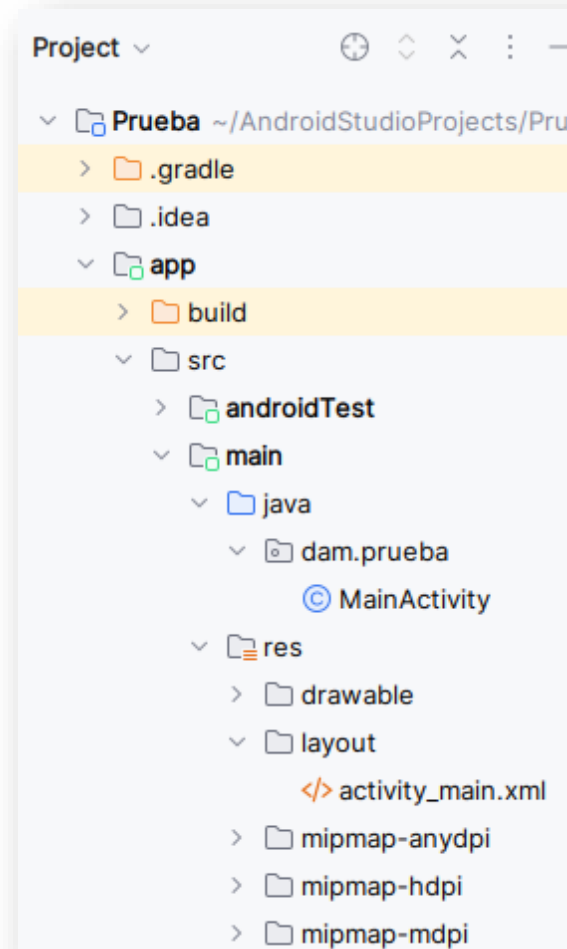 Project
Prueba ~/AndroidStudioProjects/Pru
.gradle
.idea
app
build
src
androidTest
main
java
dam.prueba
MainActivity
res
drawable
layout
activity_main.xml
mipmap-anydpi
mipmap-hdpi
mipmap-mdpi